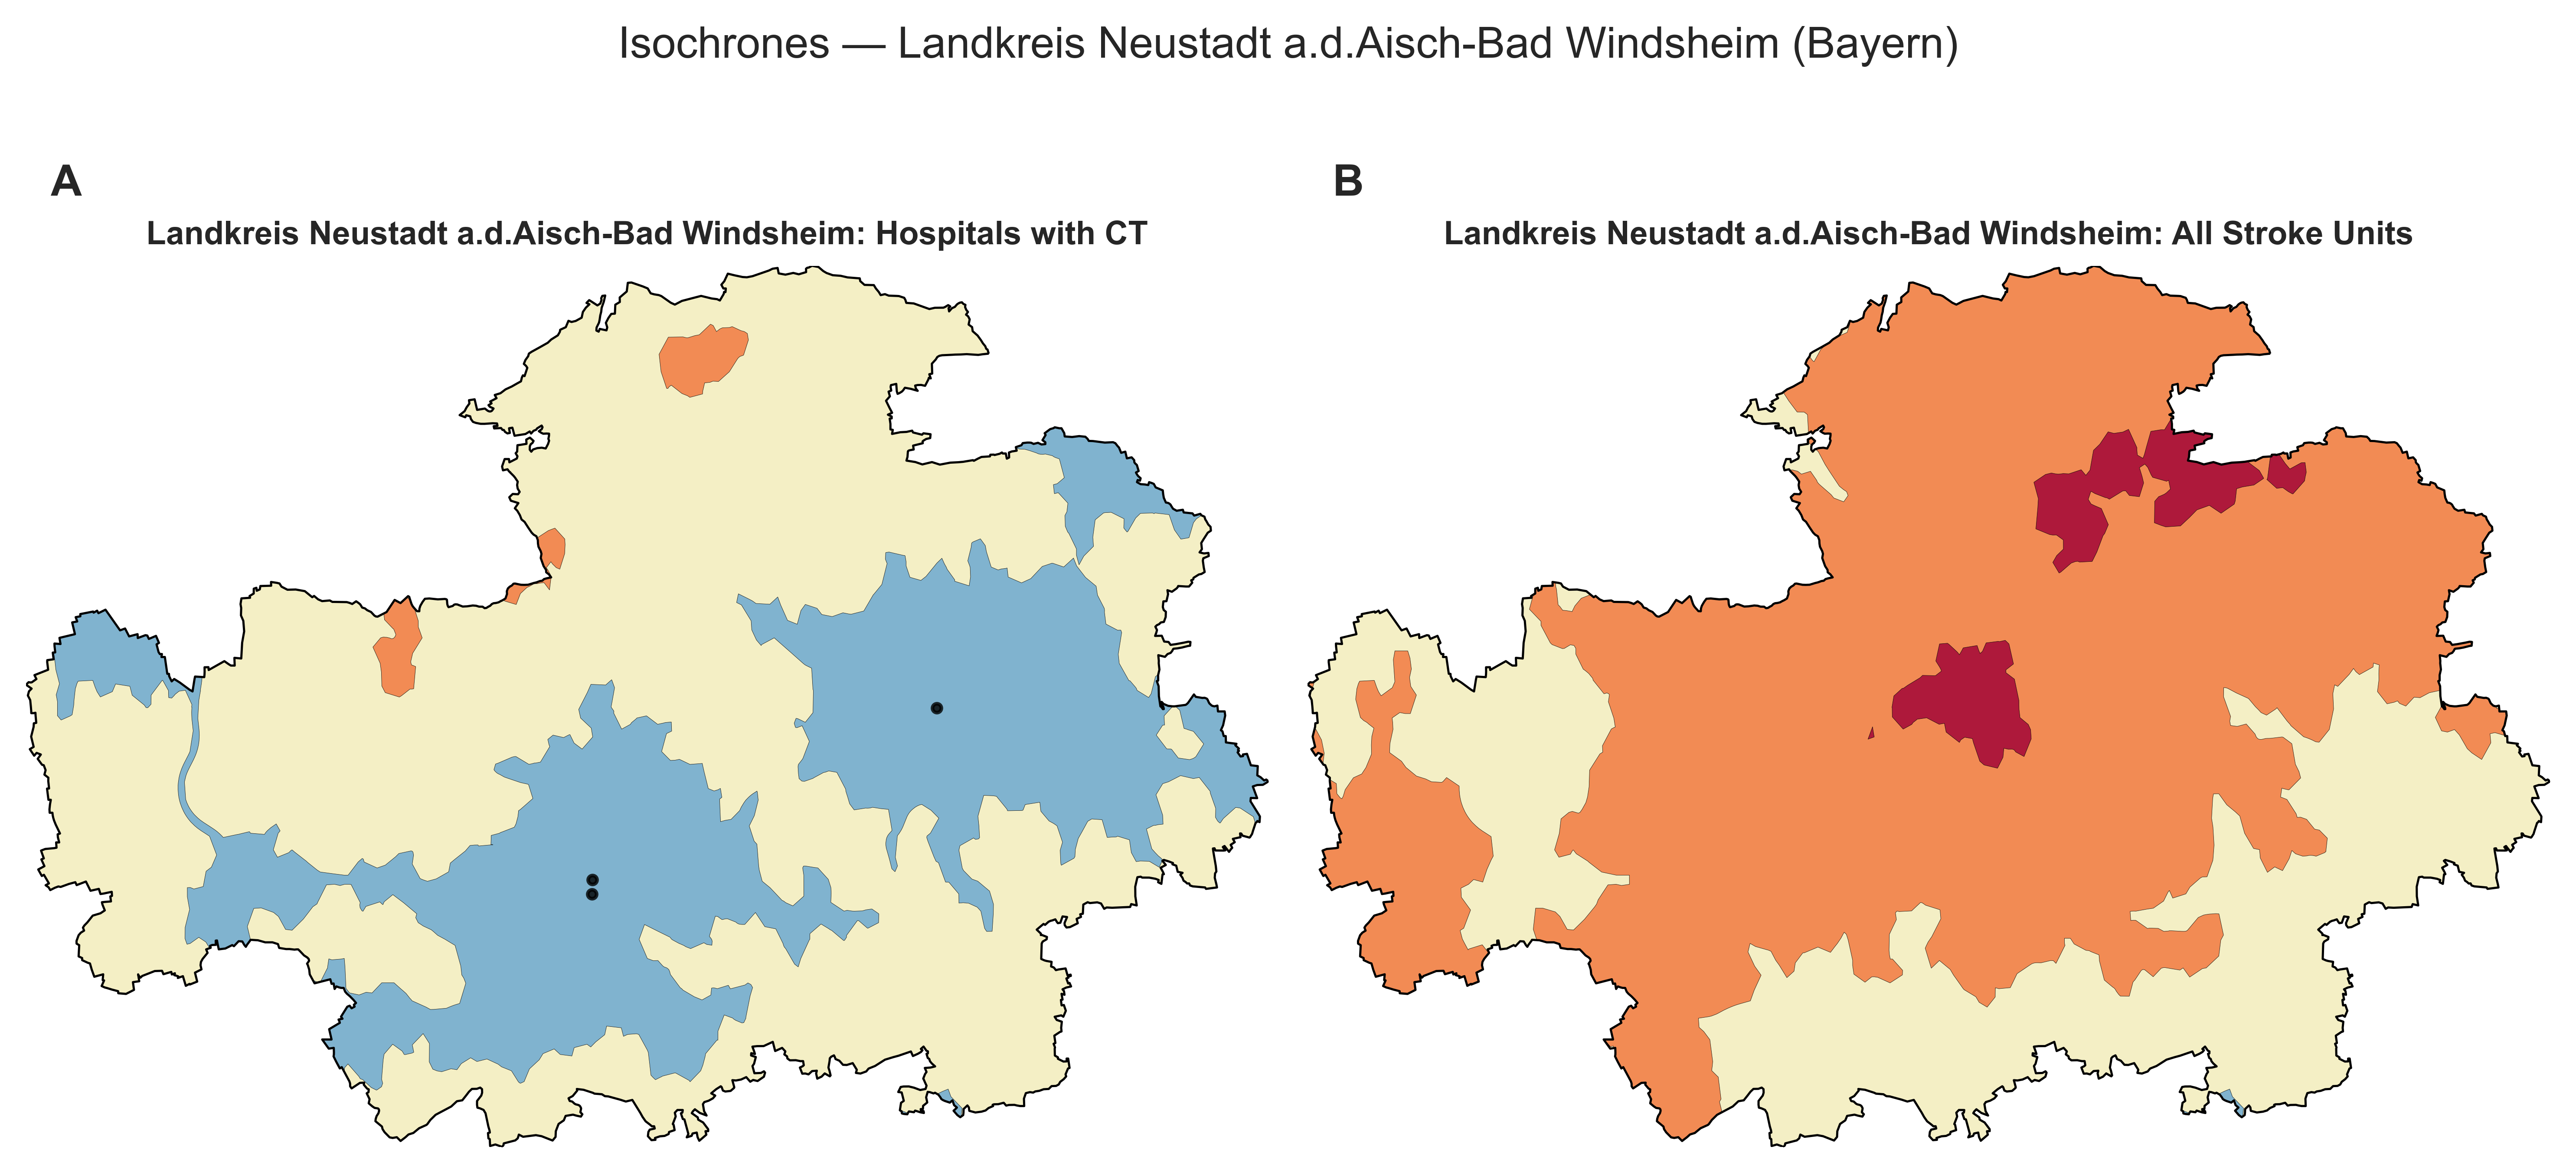 Isochrones — Landkreis Neustadt a.d.Aisch-Bad Windsheim (Bayern)
A
Landkreis Neustadt a.d.Aisch-Bad Windsheim: Hospitals with CT
B
Landkreis Neustadt a.d.Aisch-Bad Windsheim: All Stroke Units